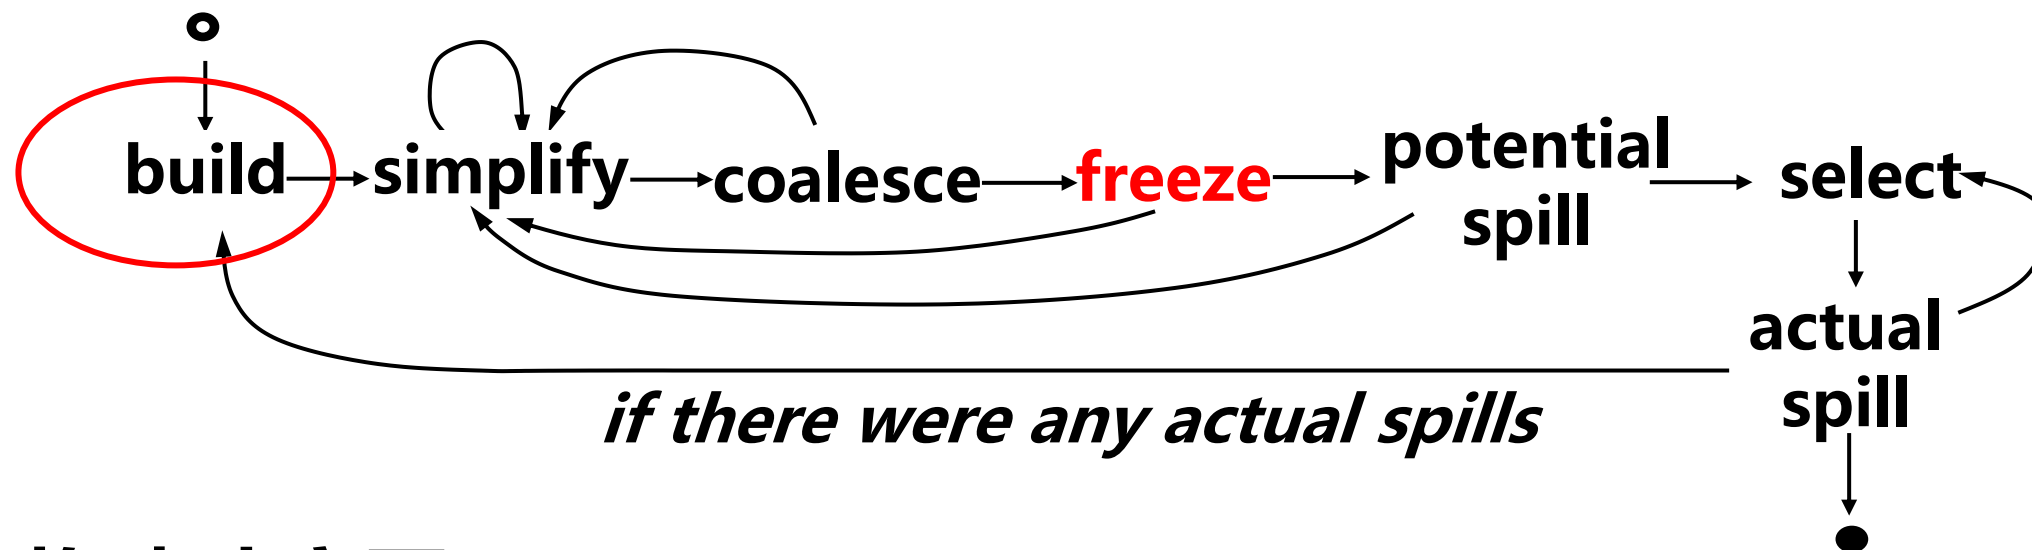 build simplify coalesce freeze potential spill select
actual spill
if there were any actual spills